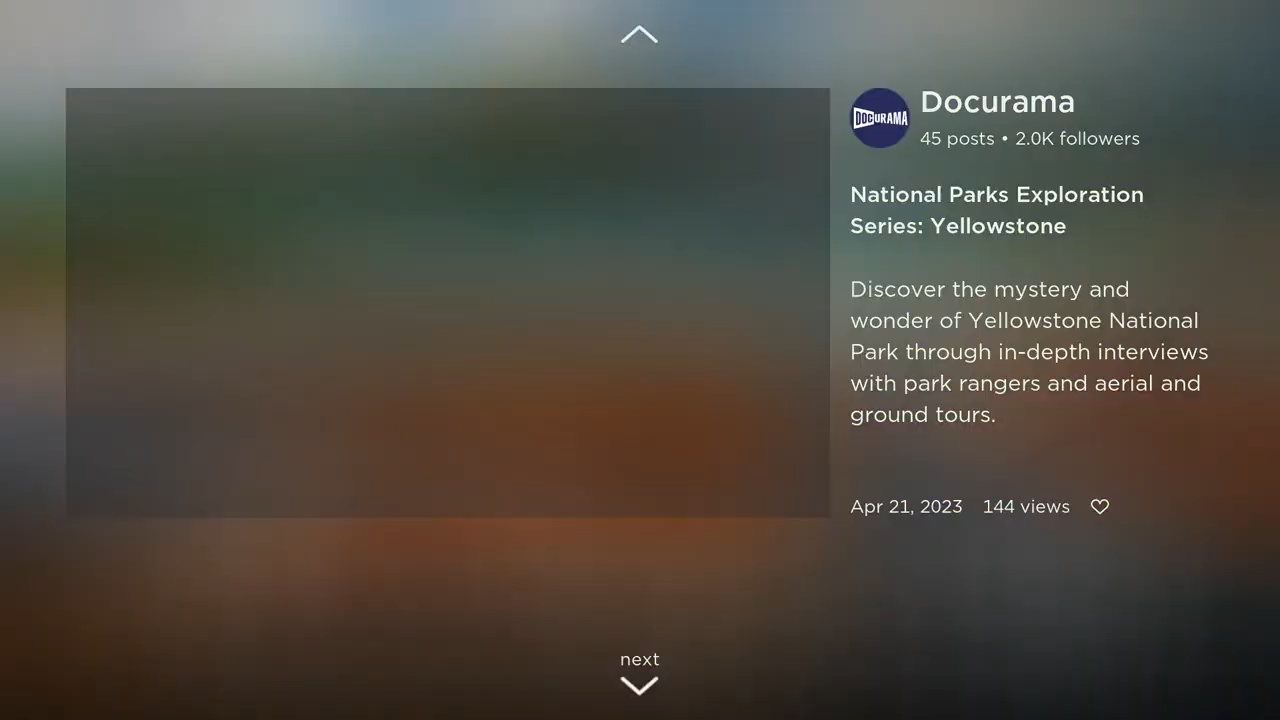 DOCURAMA
Docurama
45 posts • 2.0K followers
National Parks Exploration
Series: Yellowstone
Discover the mystery and
wonder of Yellowstone National
Park through in-depth interviews
with park rangers and aerial and
ground tours.
Apr 21, 2023 144 views
next